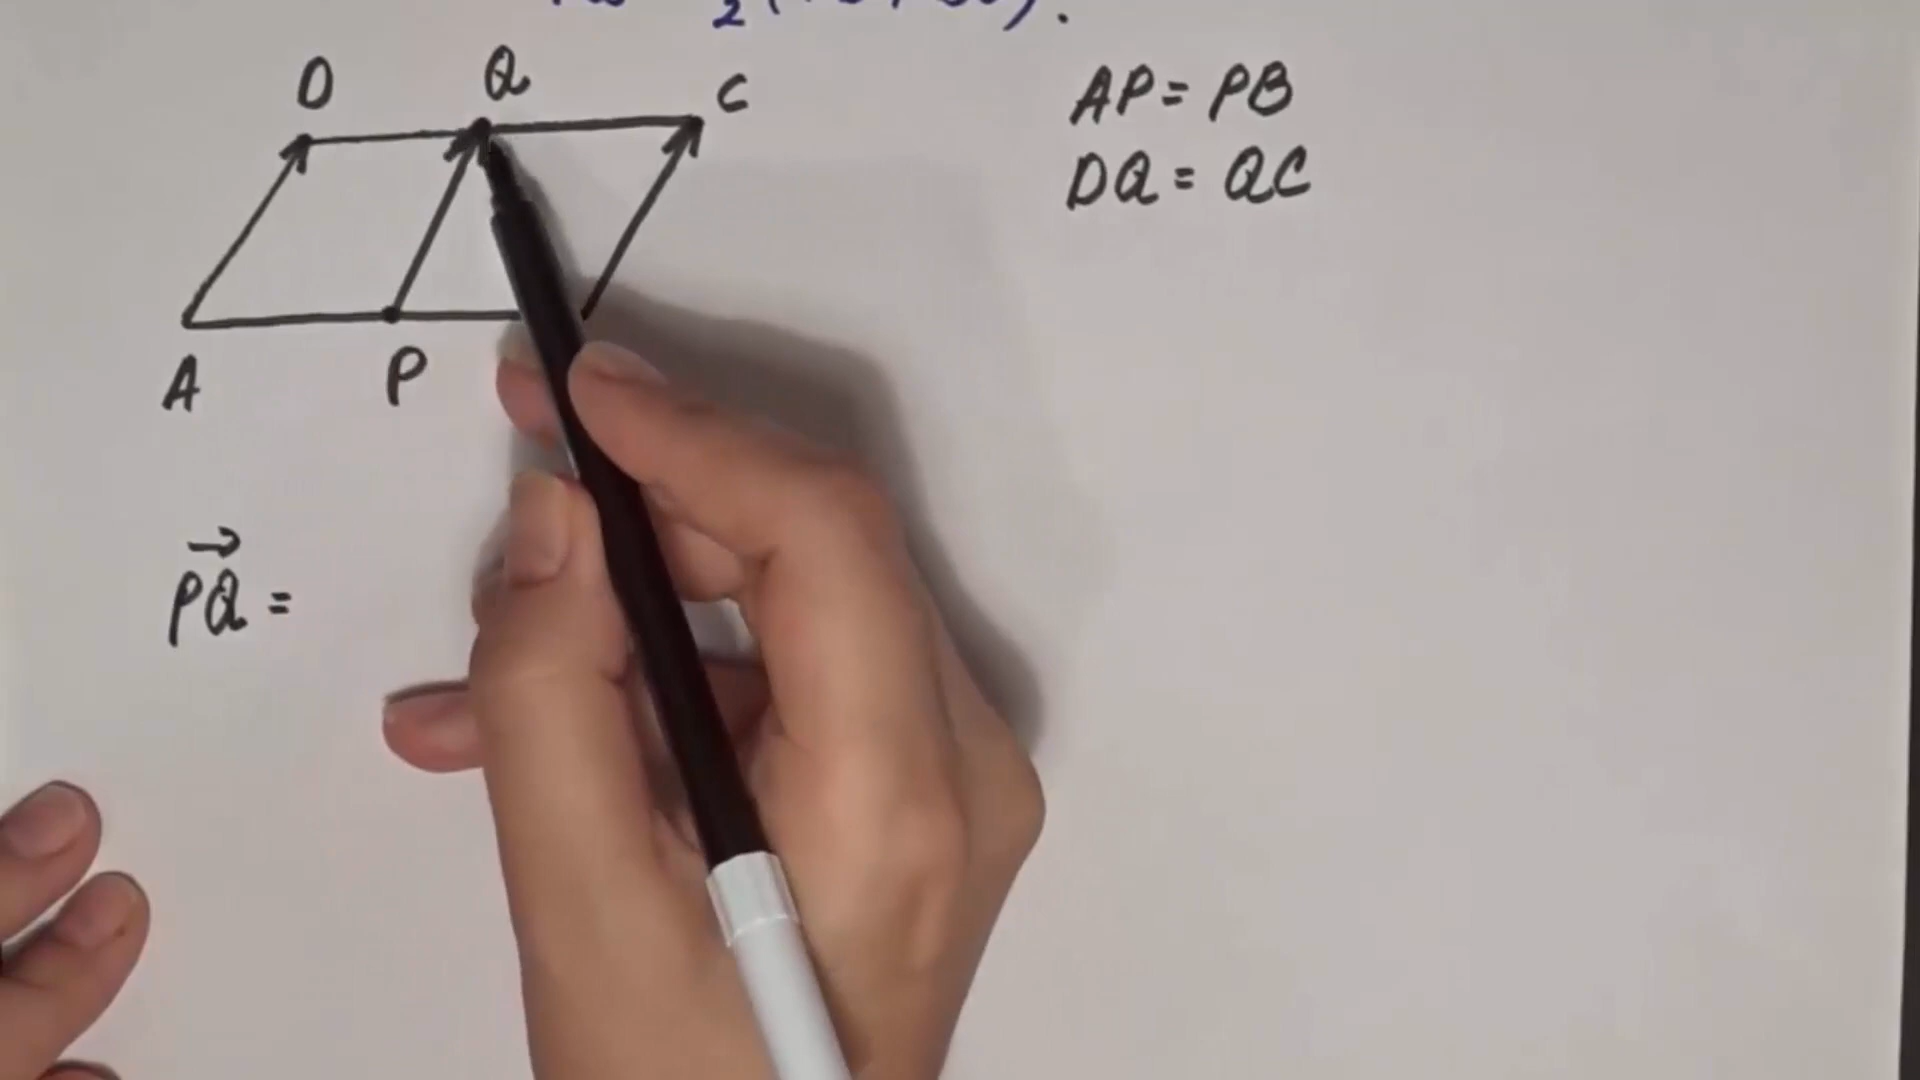 D Q C
AP = PB
DQ = QC
A P
PQ⃗ =